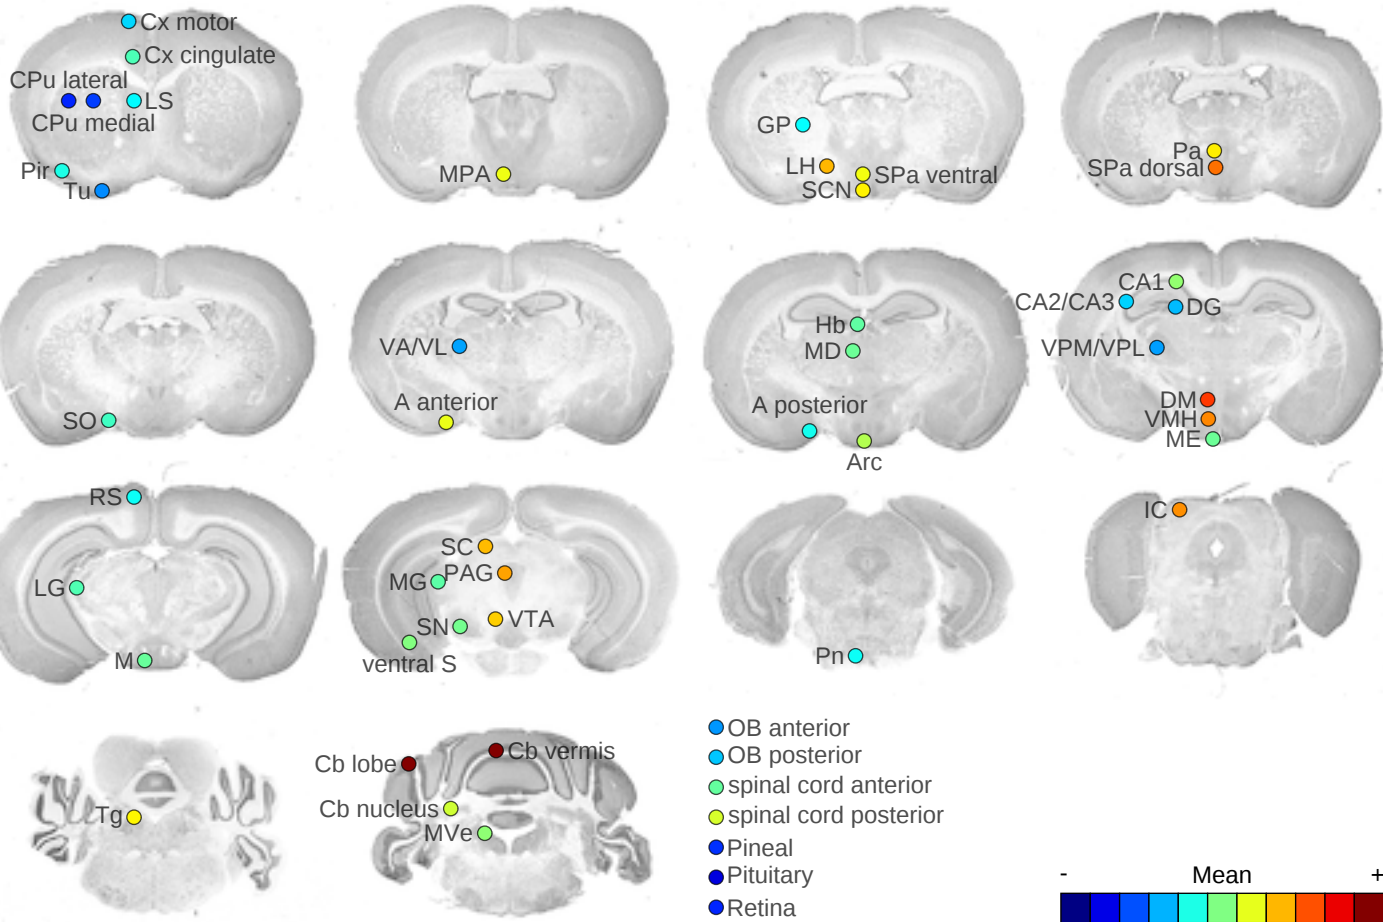 Cx motor
Cx cingulate
CPu lateral
LS
CPu medial
Pir
Tu
MPA
GP
LH
SPa ventral
SCN
Pa
SPa dorsal
SO
VA/VL
A anterior
Hb
MD
A posterior
Arc
CA1
CA2/CA3
DG
VPM/VPL
DM
VMH
ME
RS
LG
M
SC
MG
PAG
SN
VTA
ventral S
Pn
IC
Tg
Cb lobe
Cb vermis
Cb nucleus
MVe
OB anterior
OB posterior
spinal cord anterior
spinal cord posterior
Pineal
Pituitary
Retina
- Mean +